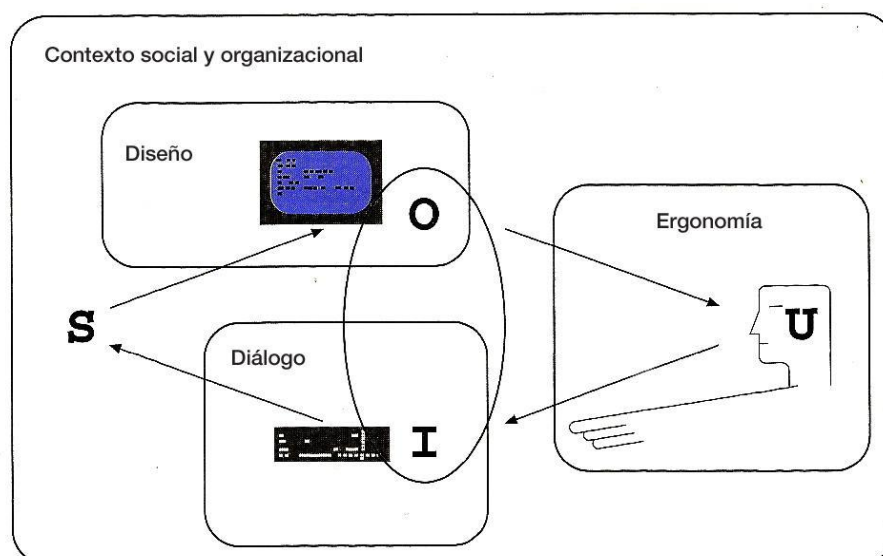 Contexto social y organizacional
Diseño
O
Ergonomía
S
U
Diálogo
I